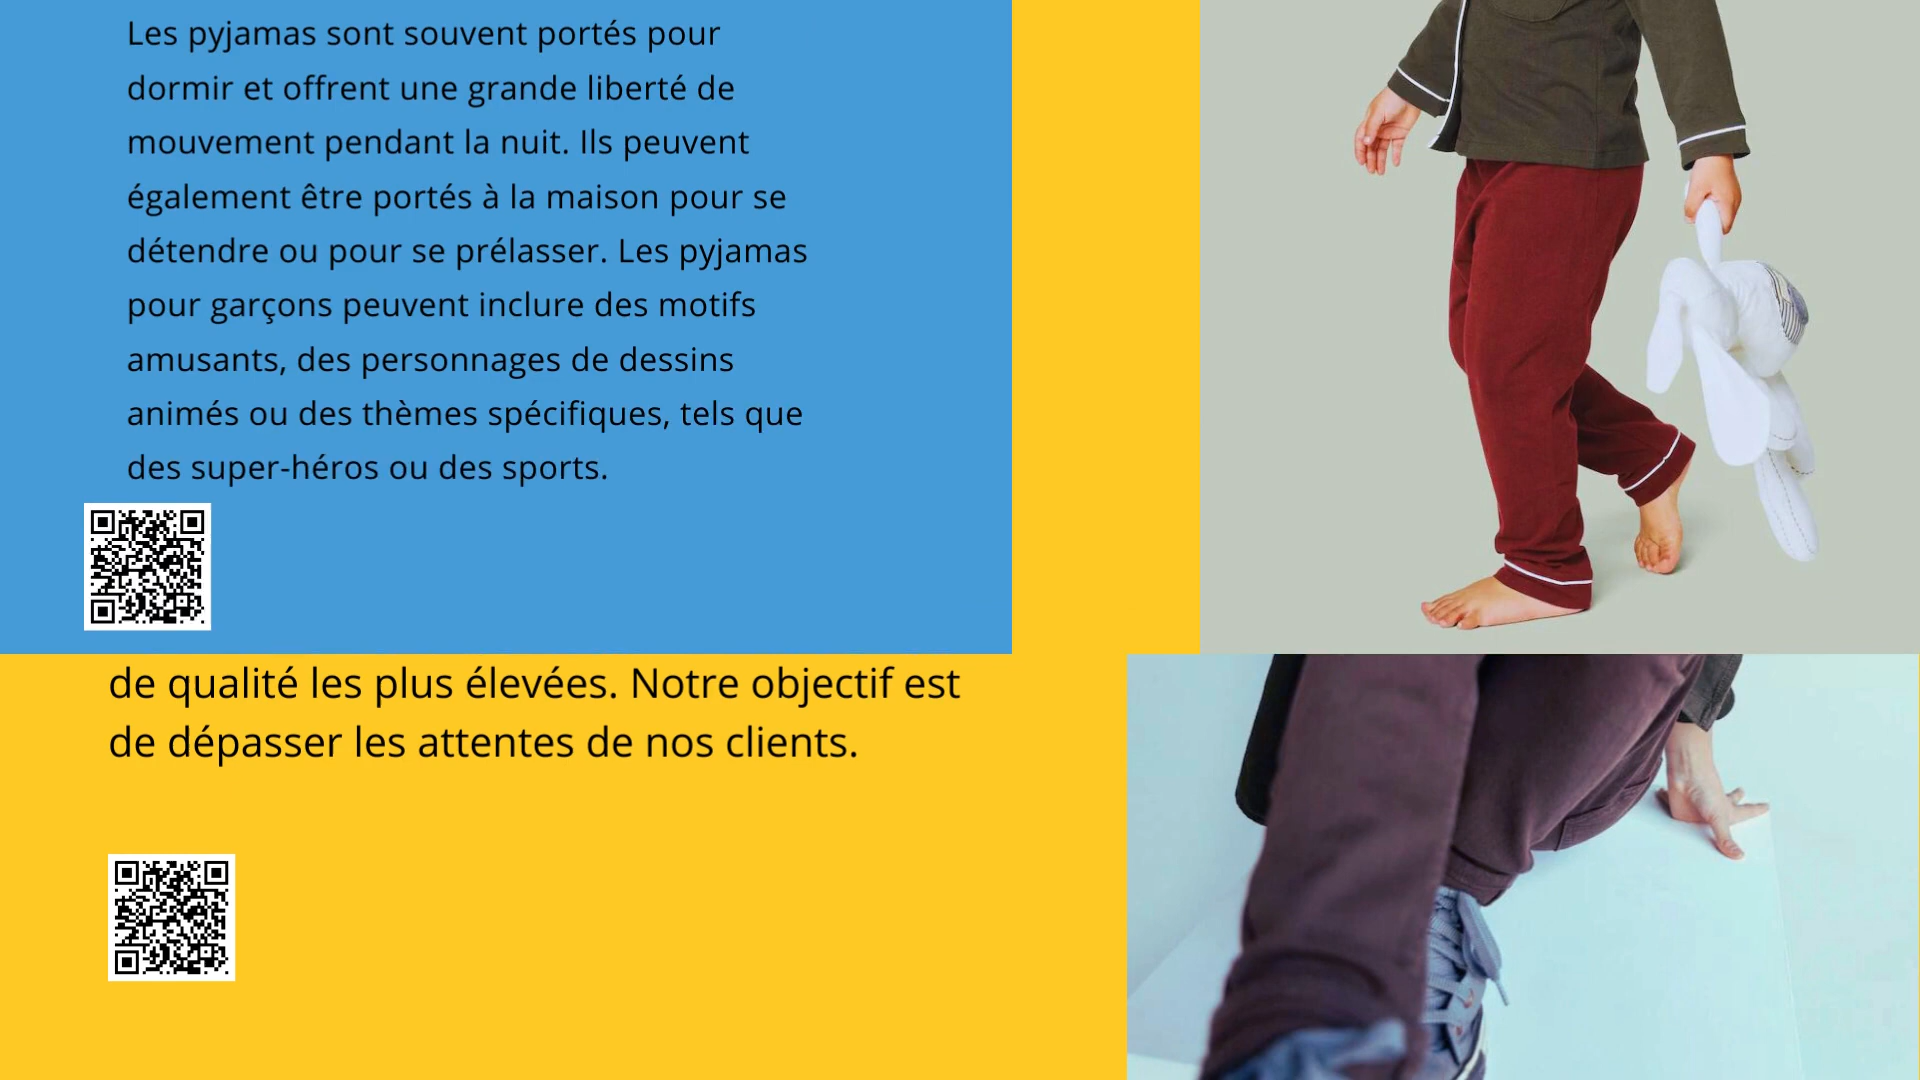 Les pyjamas sont souvent portés pour
dormir et offrent une grande liberté de
mouvement pendant la nuit. Ils peuvent
également être portés à la maison pour se
détendre ou pour se prélasser. Les pyjamas
pour garçons peuvent inclure des motifs
amusants, des personnages de dessins
animés ou des thèmes spécifiques, tels que
des super-héros ou des sports.
de qualité les plus élevées. Notre objectif est
de dépasser les attentes de nos clients.